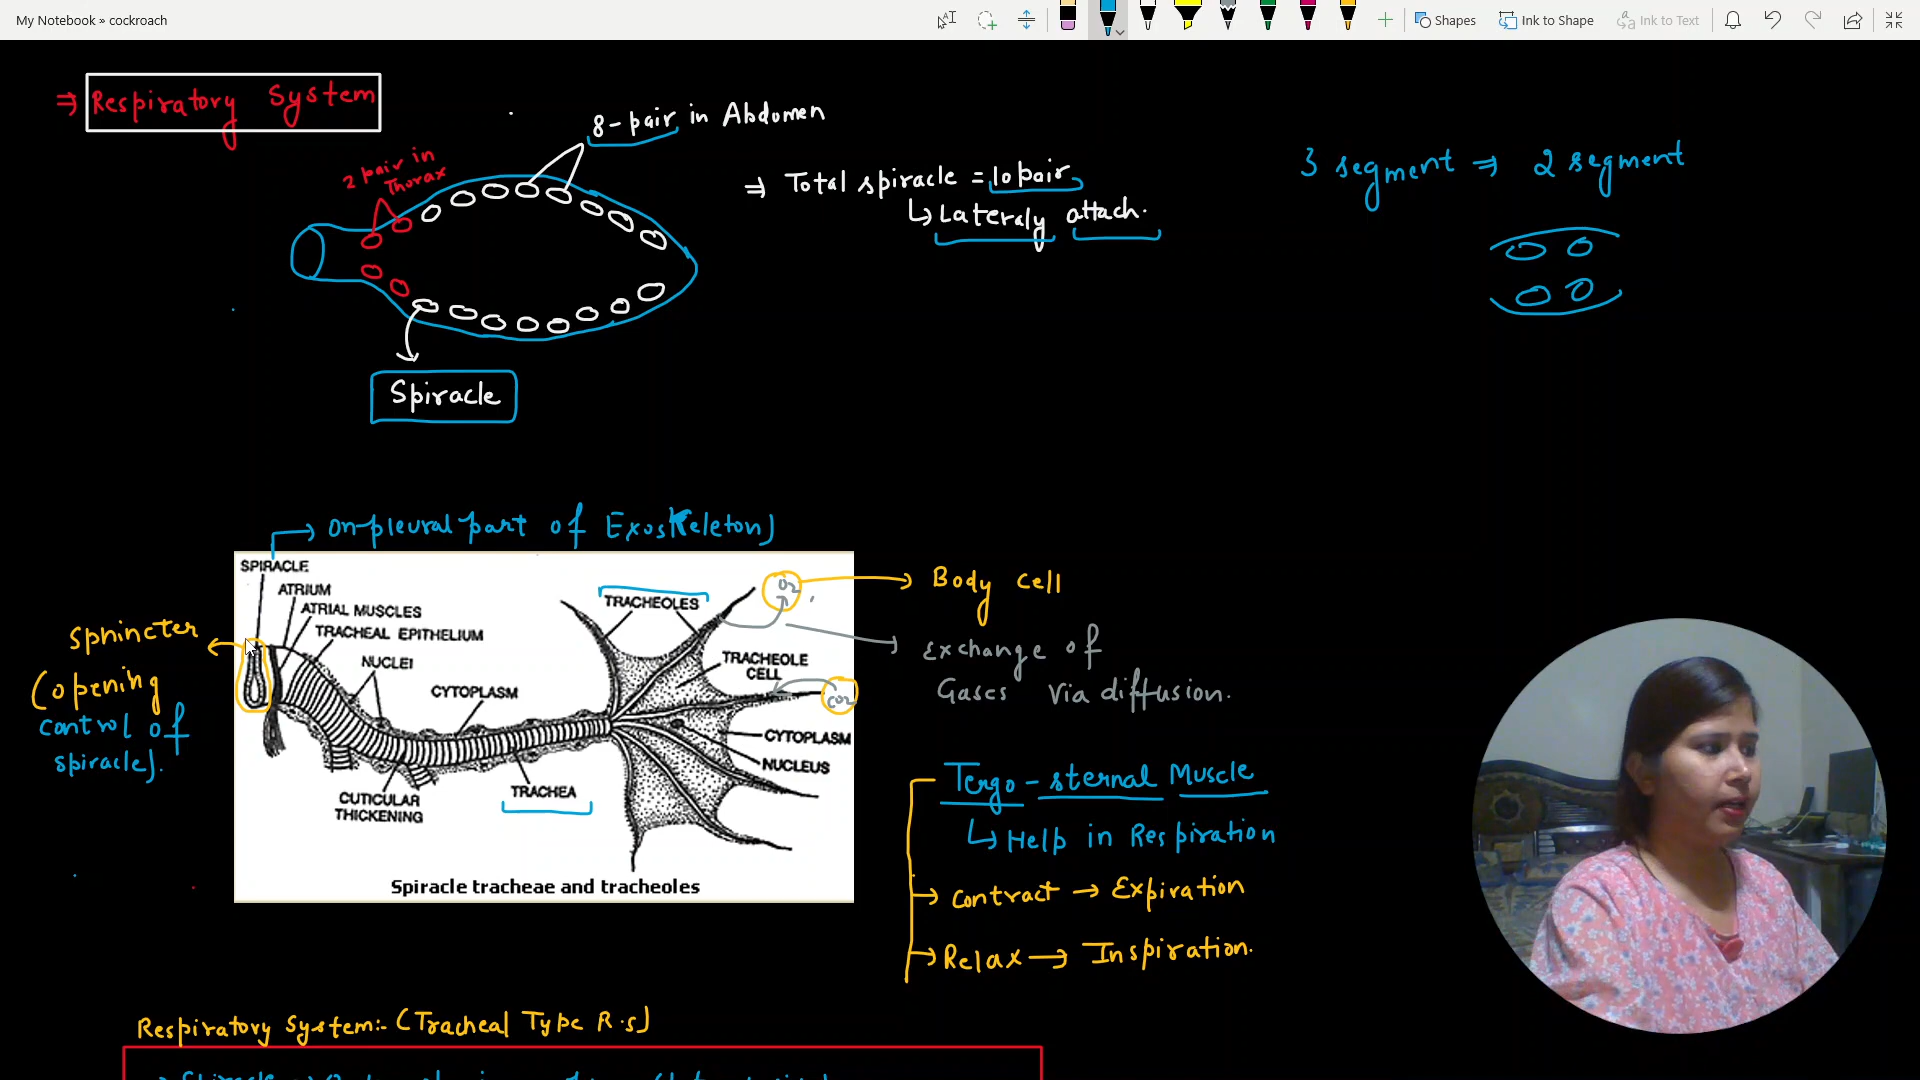 My Notebook » cockroach
Shapes
Ink to Shape
Ink to Text
⇒ Respiratory System
8-pair in Abdomen
2 pair in
Thorax
⇒ Total spiracle = 10 pair
↳ Lateraly attach.
3 segment ⇒ 2 segment
Spiracle
→ on-pleural part of Exoskeleton)
SPIRACLE
ATRIUM
ATRIAL MUSCLES
TRACHEAL EPITHELIUM
NUCLEI
CYTOPLASM
TRACHEOLES
O2
→ Body cell
Sphincter
(opening
control of
spiracle).
TRACHEOLE
CELL
CO2
Exchange of
Gases via diffusion.
CYTOPLASM
NUCLEUS
TRACHEA
CUTICULAR
THICKENING
Spiracle tracheae and tracheoles
Tergo - sternal Muscle
↳ Help in Respiration
→ contract → Expiration
→ Relax → Inspiration.
Respiratory System:- (Tracheal Type R.s)